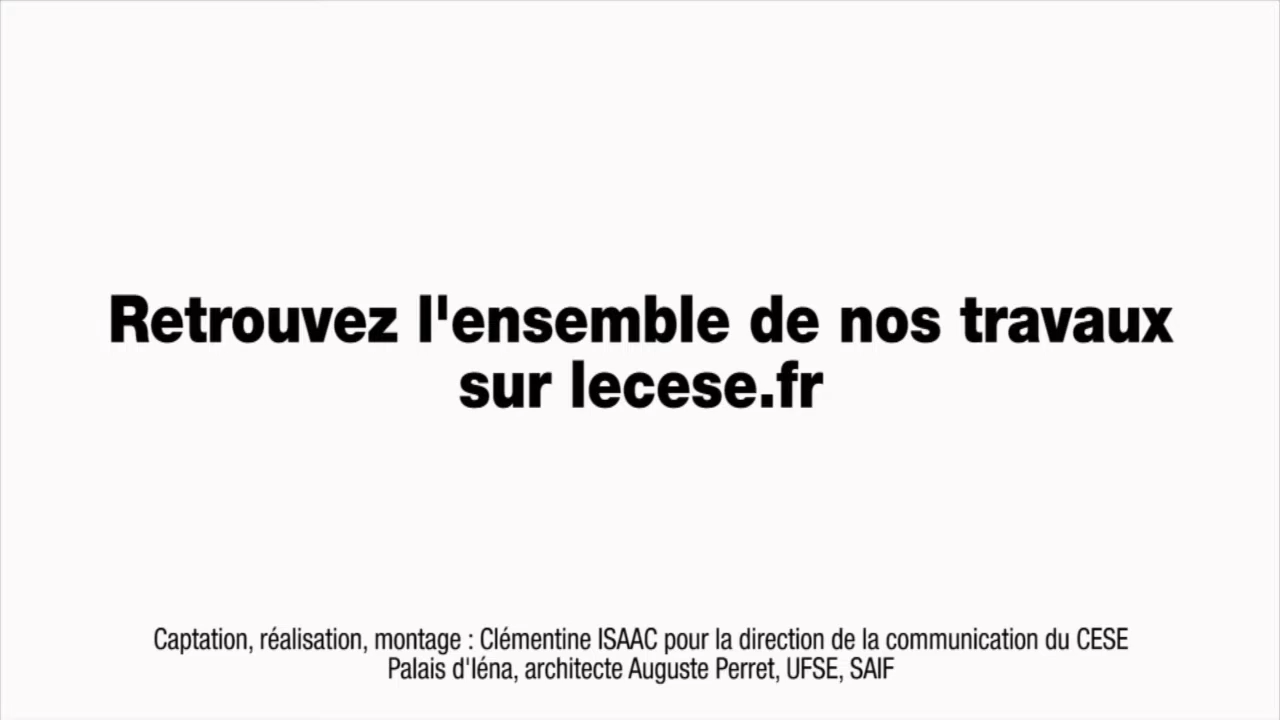 Retrouvez l'ensemble de nos travaux
sur lecese.fr
Captation, réalisation, montage : Clémentine ISAAC pour la direction de la communication du CESE
Palais d'Iéna, architecte Auguste Perret, UFSE, SAIF